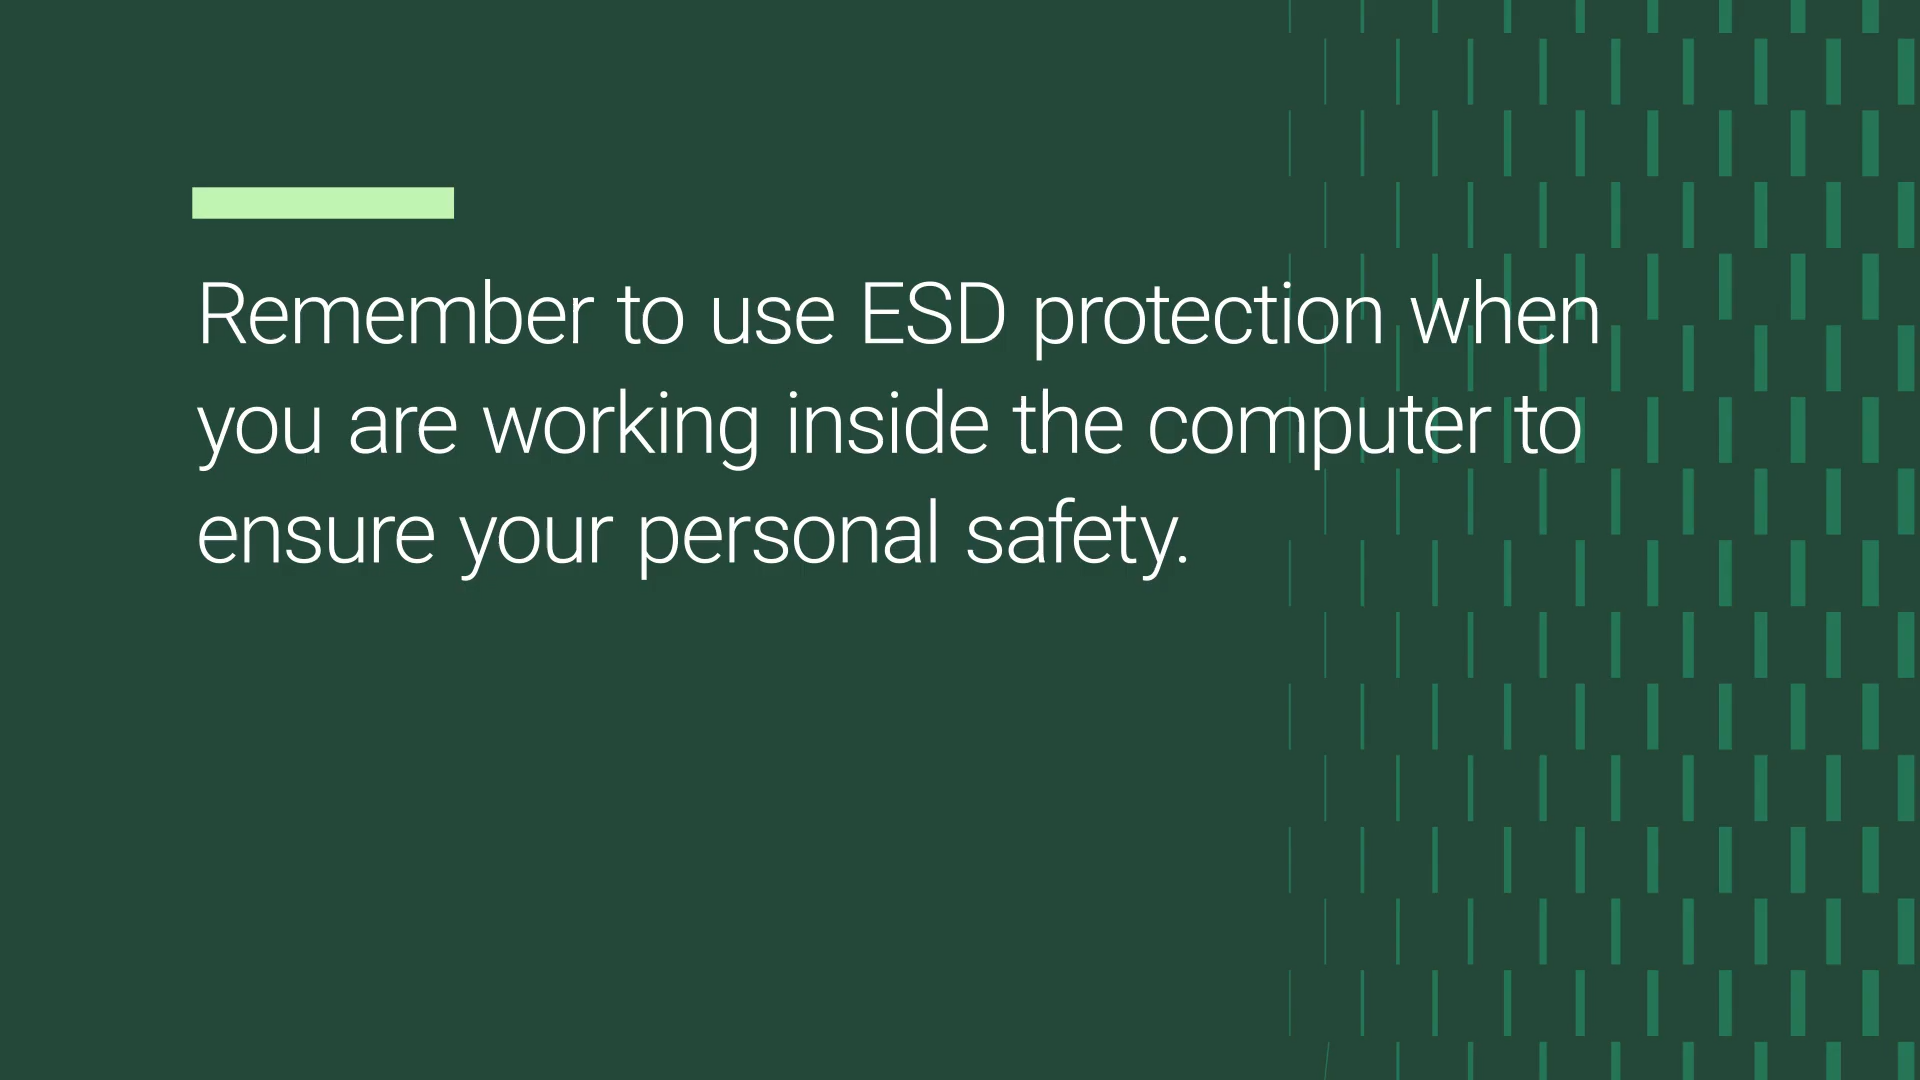 Remember to use ESD protection when
you are working inside the computer to
ensure your personal safety.